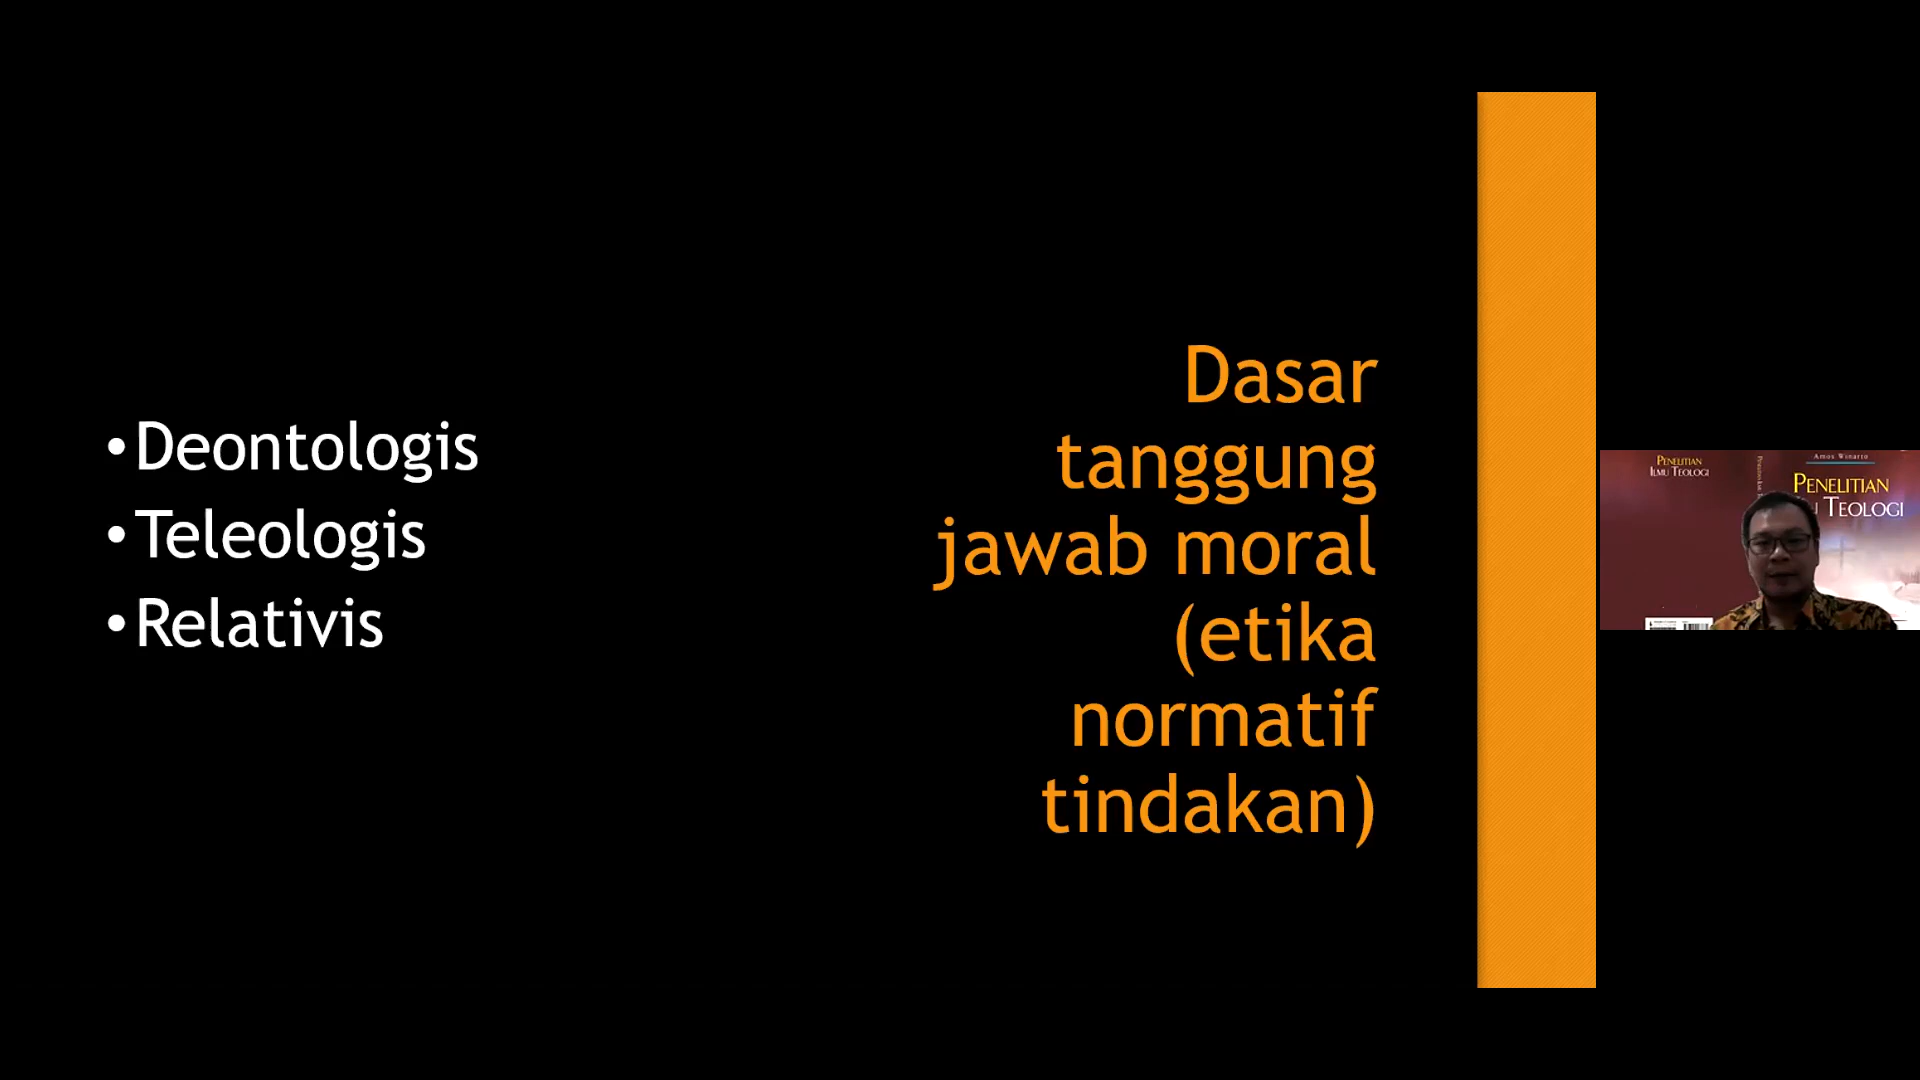 Deontologis
Teleologis
Relativis
Dasar
tanggung
jawab moral
(etika
normatif
tindakan)
PENELITIAN
ILMU TEOLOGI
Amos Winarto
PENELITIAN
TEOLOGI